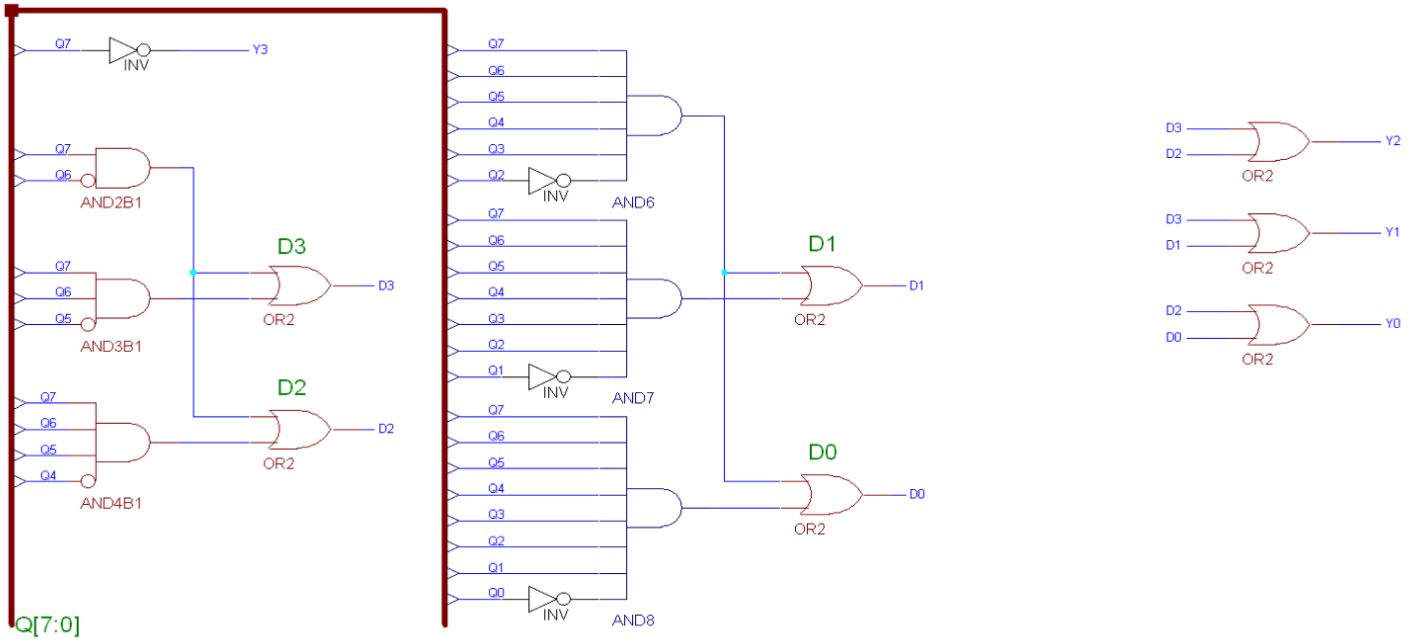 Q7
INV
Y3
Q7
Q6
AND2B1
Q7
Q6
Q5
AND3B1
D3
OR2
D3
Q7
Q6
Q5
Q4
AND4B1
D2
OR2
D2
Q[7:0]
Q7
Q6
Q5
Q4
Q3
Q2
INV
AND6
Q7
Q6
Q5
Q4
Q3
Q2
Q1
INV
AND7
D1
OR2
D1
Q7
Q6
Q5
Q4
Q3
Q2
Q1
Q0
INV
AND8
D0
OR2
D0
D3
D2
OR2
Y2
D3
D1
OR2
Y1
D2
D0
OR2
Y0